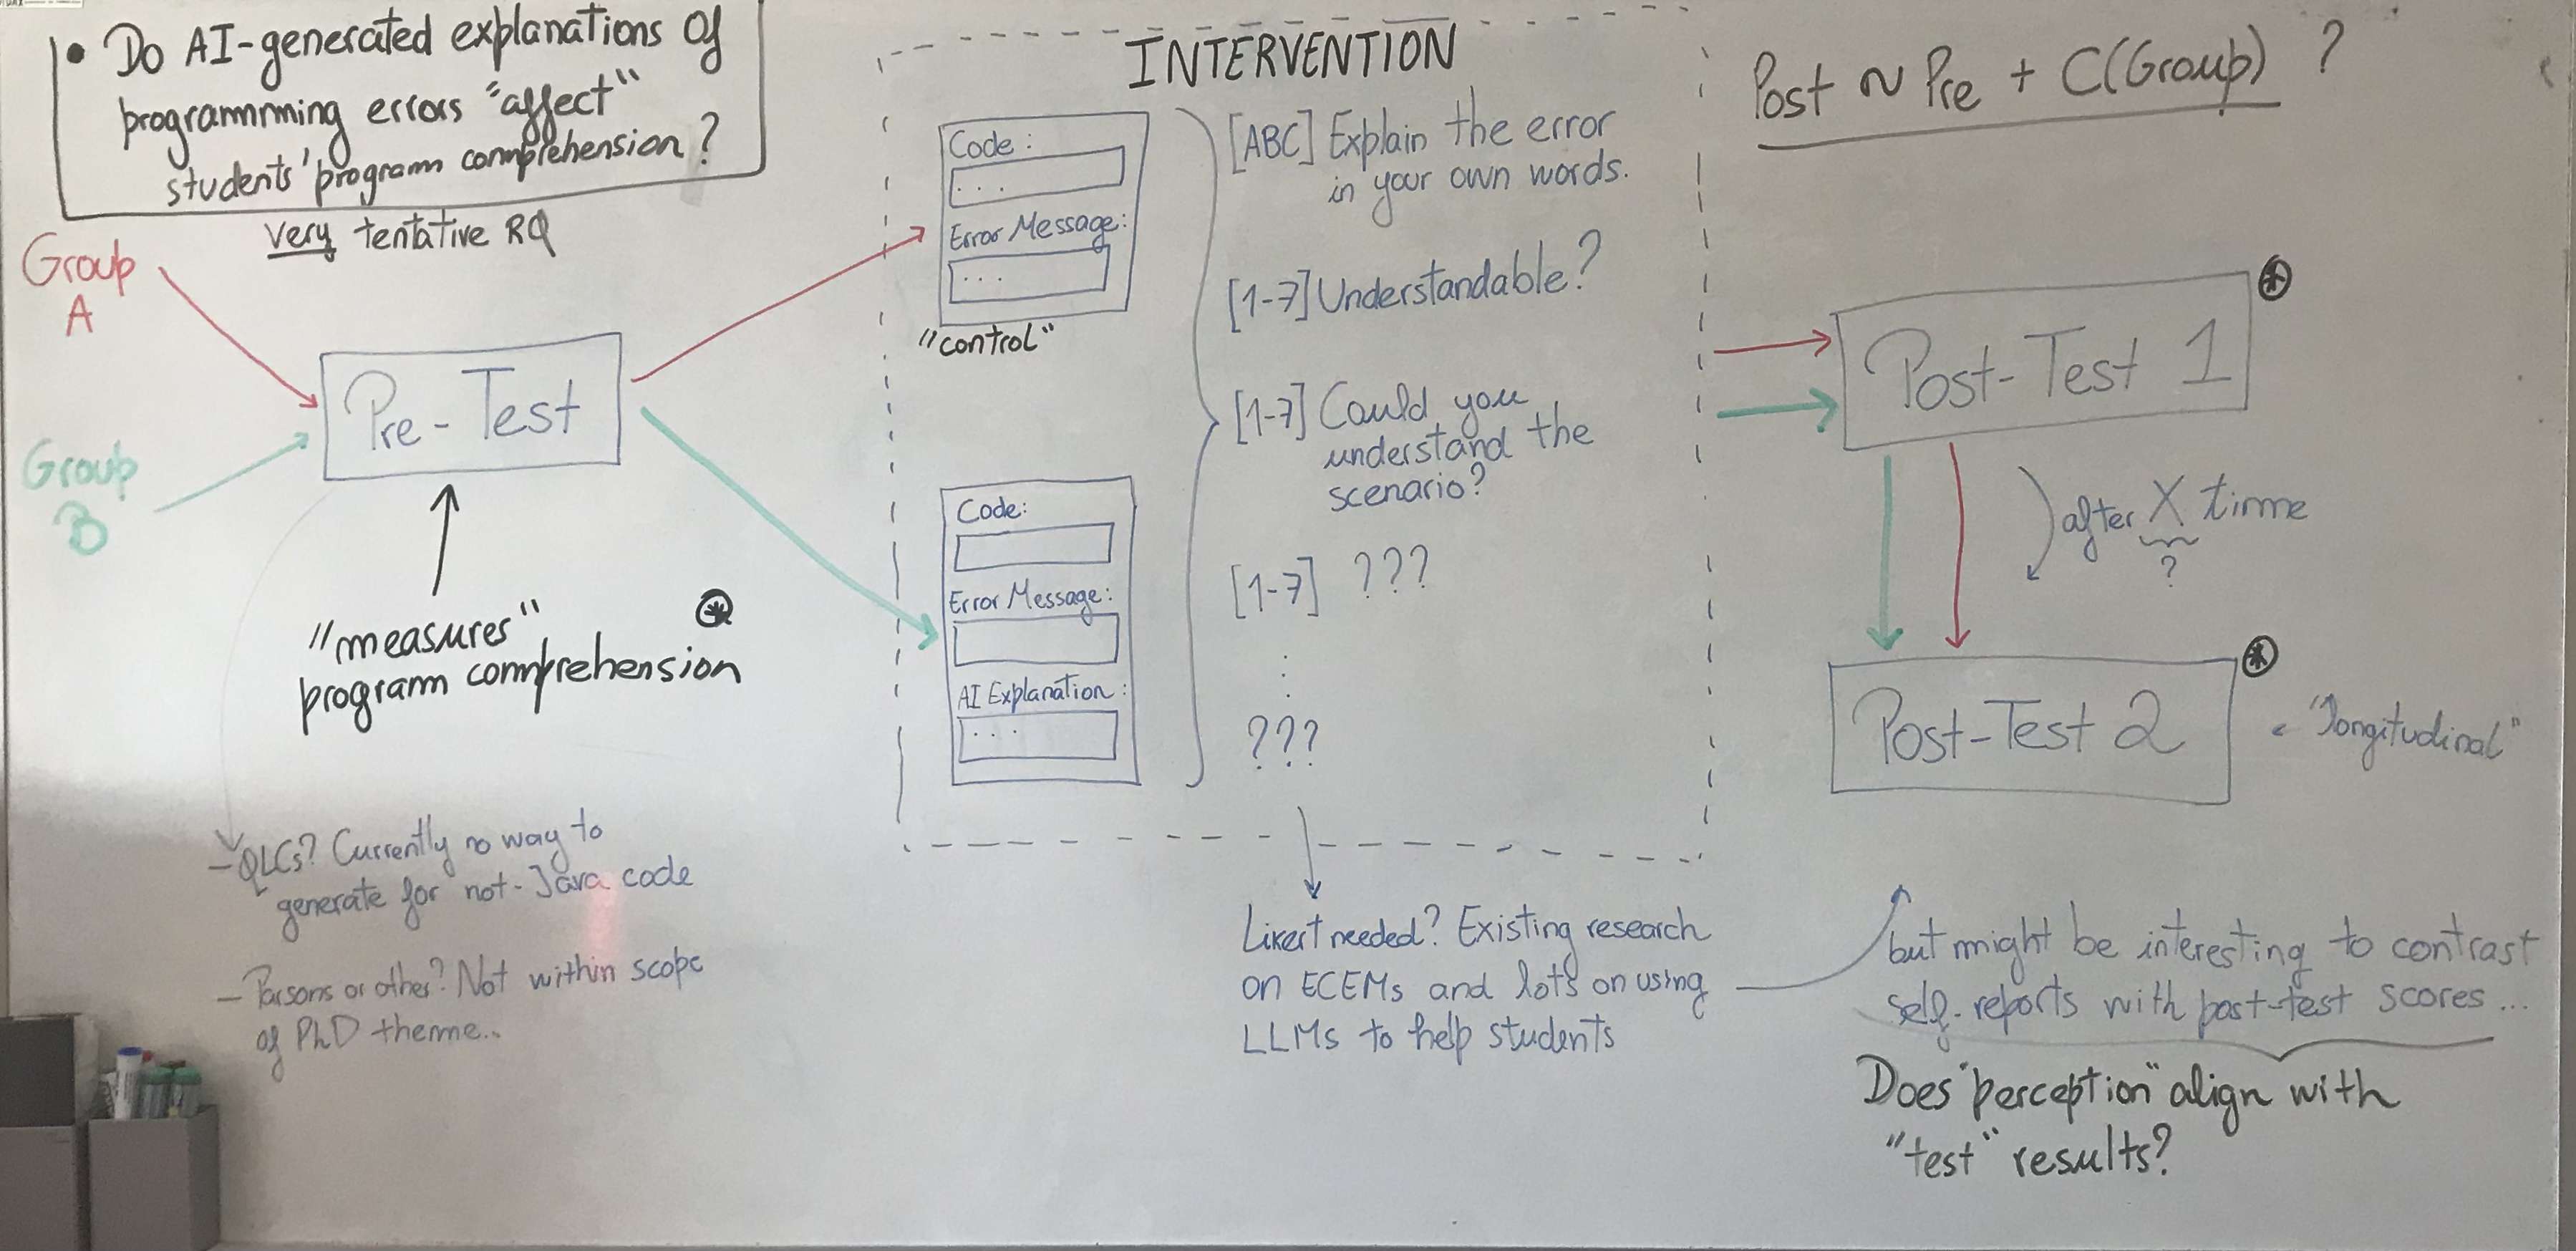 • Do AI-generated explanations of
programming errors "affect"
students' program comprehension?
very tentative RQ
Group
A
Group
B
Pre-Test
"measures"
program comprehension
- QLCs? Currently no way to
generate for not-Java code
- Parsons or other? Not within scope
of PhD theme...
INTERVENTION
Code:
...
Error Message:
...
"control"
Code:
Error Message:
AI Explanation:
...
[ABC] Explain the error
in your own words.
[1-7] Understandable?
[1-7] Could you
understand the
scenario?
[1-7] ???
???
Likert needed? Existing research
on ECEMs and lots on using
LLMs to help students
Post ~ Pre + C(Group) ?
Post-Test 1
after X time
?
Post-Test 2
"longitudinal"
but might be interesting to contrast
self-reports with post-test scores...
Does "perception" align with
"test" results?